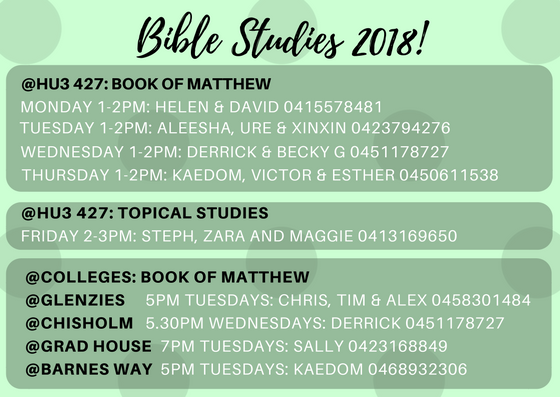 Bible Studies 2018!
@HU3 427: BOOK OF MATTHEW
MONDAY 1-2PM: HELEN & DAVID 0415578481
TUESDAY 1-2PM: ALEESHA, URE & XINXIN 0423794276
WEDNESDAY 1-2PM: DERRICK & BECKY G 0451178727
THURSDAY 1-2PM: KAEDOM, VICTOR & ESTHER 0450611538
@HU3 427: TOPICAL STUDIES
FRIDAY 2-3PM: STEPH, ZARA AND MAGGIE 0413169650
@COLLEGES: BOOK OF MATTHEW
@GLENZIES 5PM TUESDAYS: CHRIS, TIM & ALEX 0458301484
@CHISHOLM 5.30PM WEDNESDAYS: DERRICK 0451178727
@GRAD HOUSE 7PM TUESDAYS: SALLY 0423168849
@BARNES WAY 5PM TUESDAYS: KAEDOM 0468932306